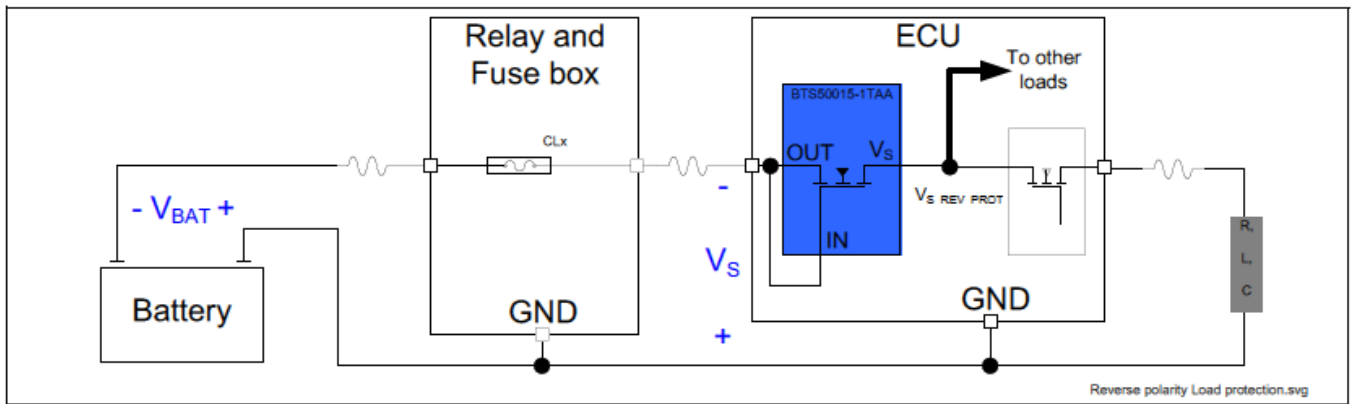 Relay and
Fuse box
CLx
GND
ECU
To other
loads
BTS50015-1TAA
OUT
VS
IN
VS REV PROT
GND
- VBAT +
Battery
-
VS
+
R,
L,
C
Reverse polarity Load protection.svg